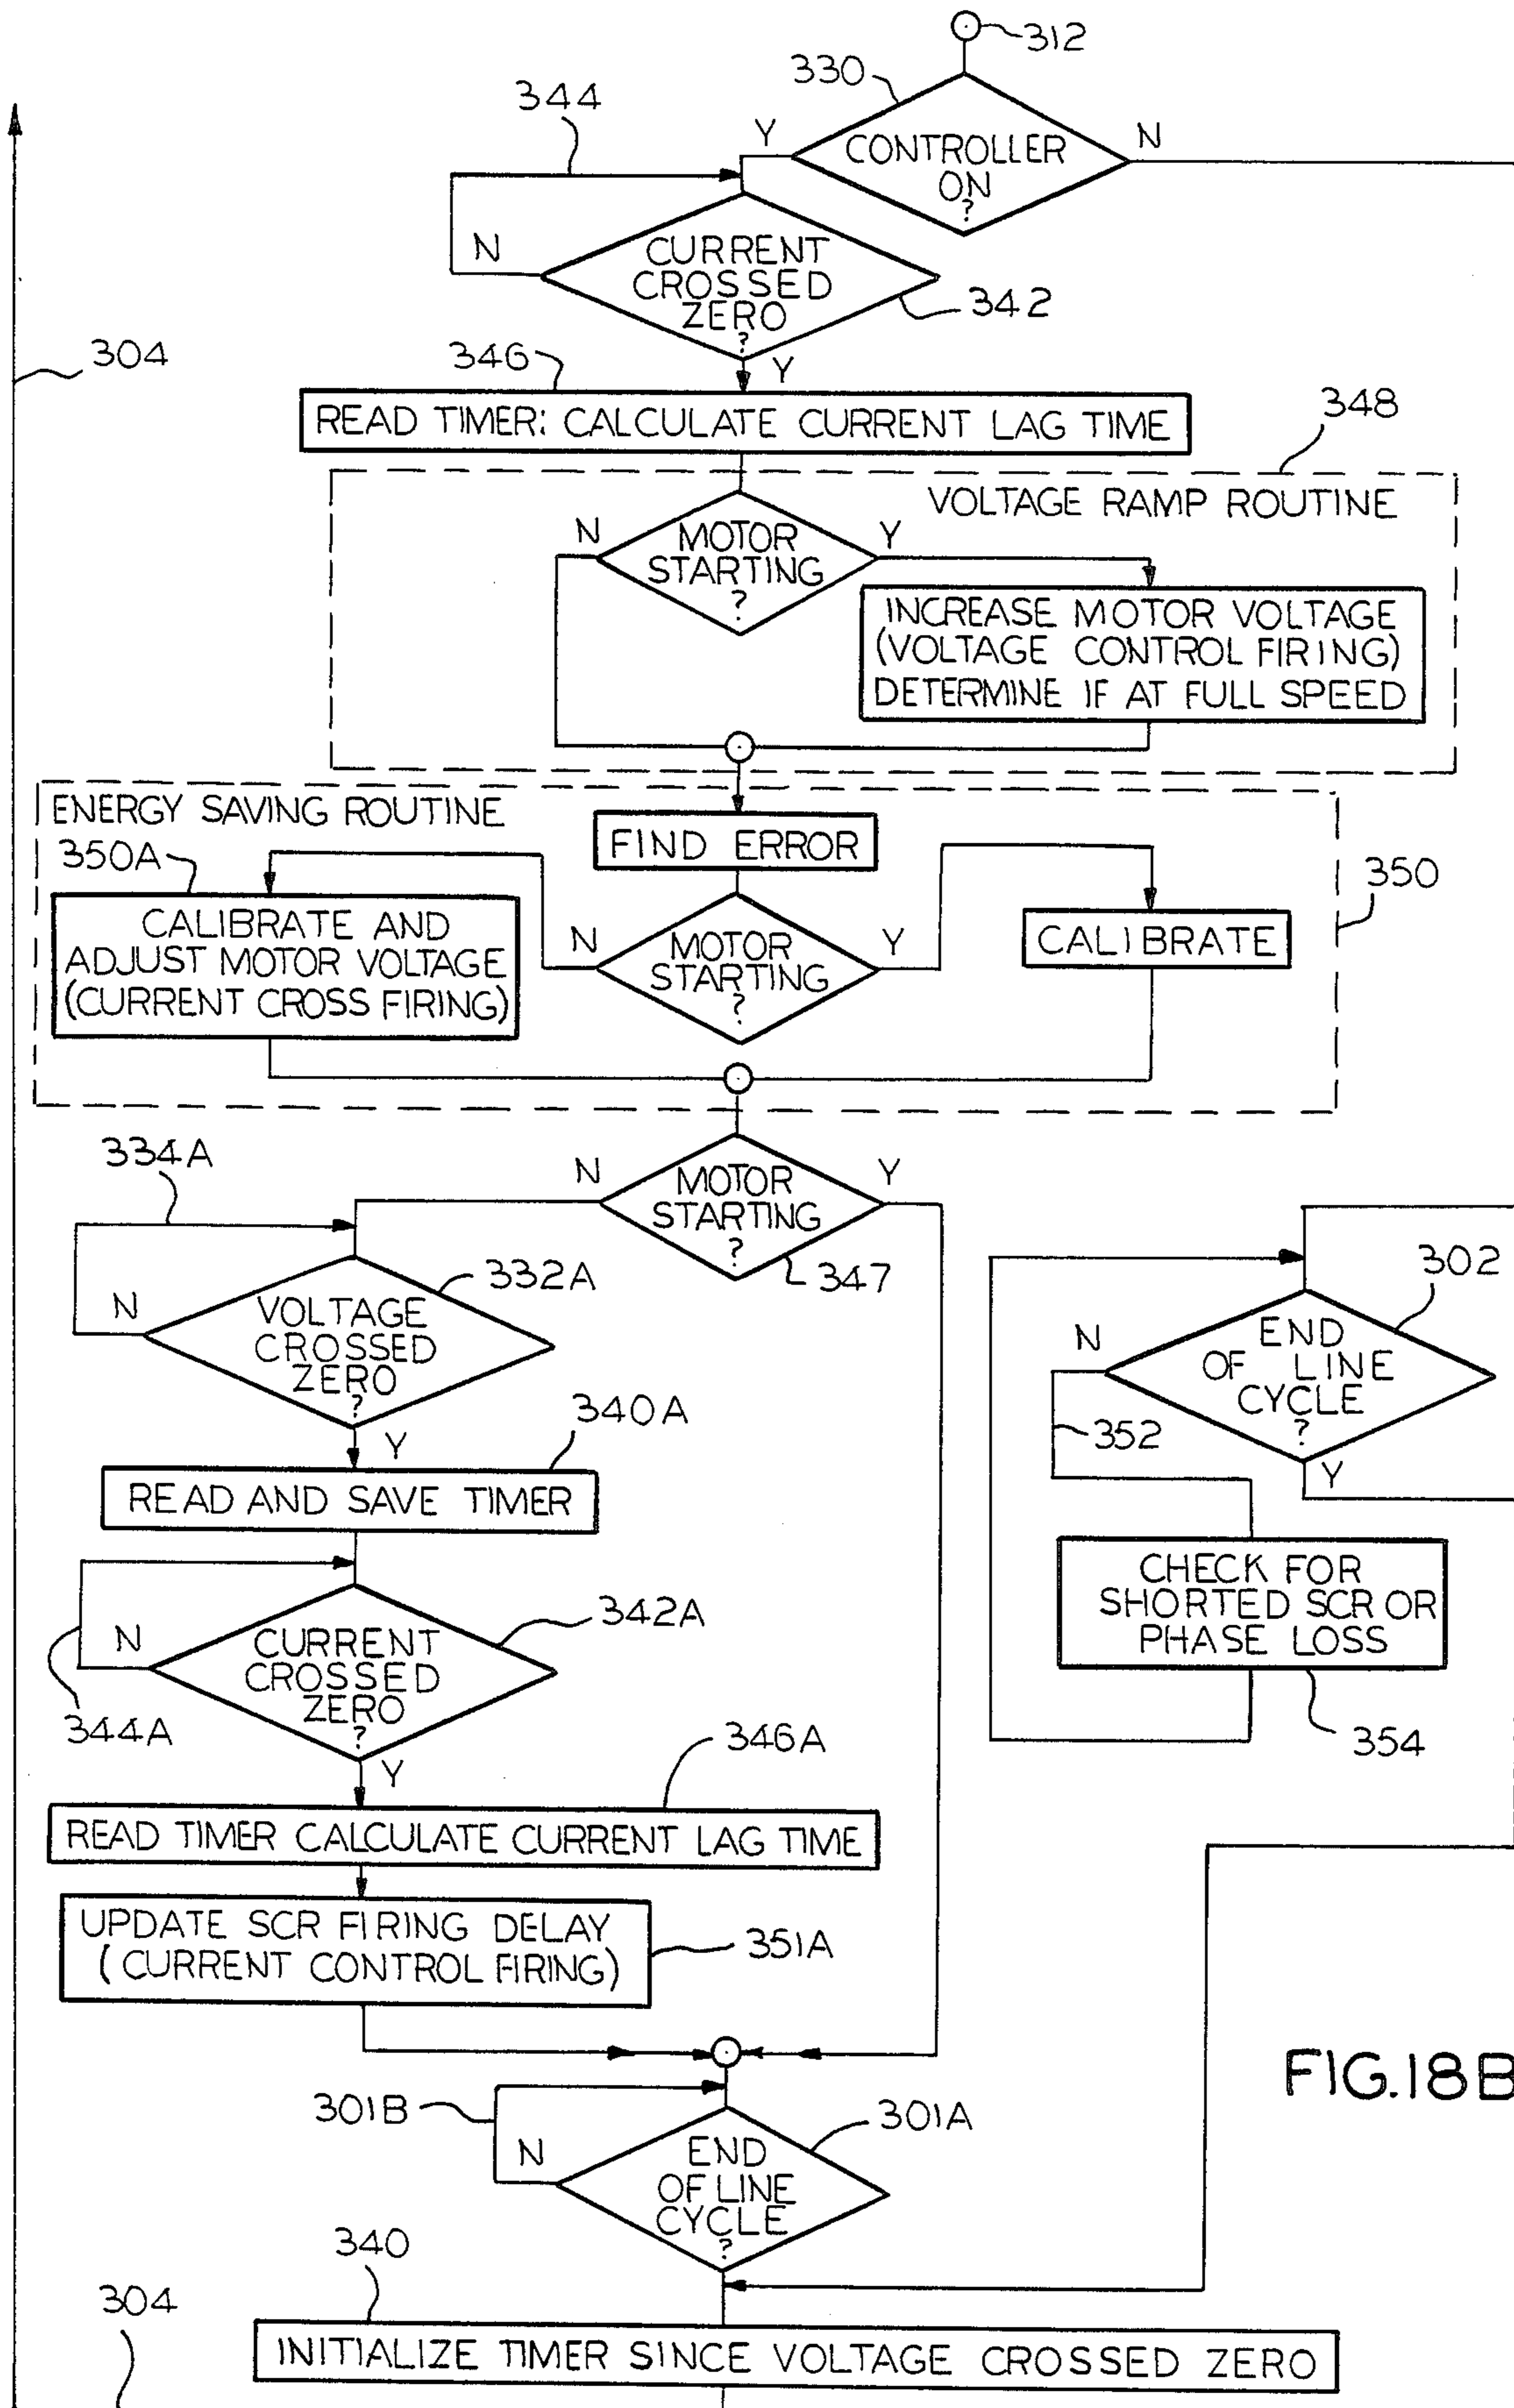 312
330
344
Y
N
CONTROLLER
ON
?
N
CURRENT
CROSSED
ZERO
?
342
304
346
Y
READ TIMER: CALCULATE CURRENT LAG TIME
348
VOLTAGE RAMP ROUTINE
N
MOTOR
STARTING
?
Y
INCREASE MOTOR VOLTAGE
(VOLTAGE CONTROL FIRING)
DETERMINE IF AT FULL SPEED
ENERGY SAVING ROUTINE
FIND ERROR
350A
350
CALIBRATE AND
ADJUST MOTOR VOLTAGE
(CURRENT CROSS FIRING)
N
MOTOR
STARTING
?
Y
CALIBRATE
334A
N
MOTOR
STARTING
?
Y
347
332A
N
VOLTAGE
CROSSED
ZERO
?
302
N
END
OF LINE
CYCLE
?
352
Y
340A
Y
READ AND SAVE TIMER
CHECK FOR
SHORTED SCR OR
PHASE LOSS
354
342A
N
CURRENT
CROSSED
ZERO
?
344A
Y
346A
READ TIMER CALCULATE CURRENT LAG TIME
UPDATE SCR FIRING DELAY
(CURRENT CONTROL FIRING)
351A
FIG.18B
301B
301A
N
END
OF LINE
CYCLE
?
340
304
INITIALIZE TIMER SINCE VOLTAGE CROSSED ZERO